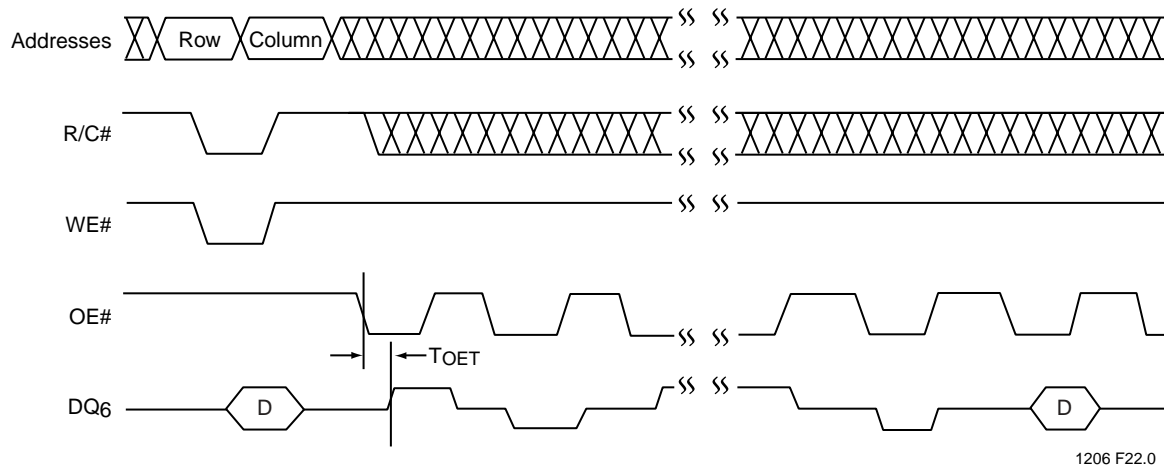 Addresses Row Column
R/C#
WE#
OE#
TOET
DQ6 D D
1206 F22.0